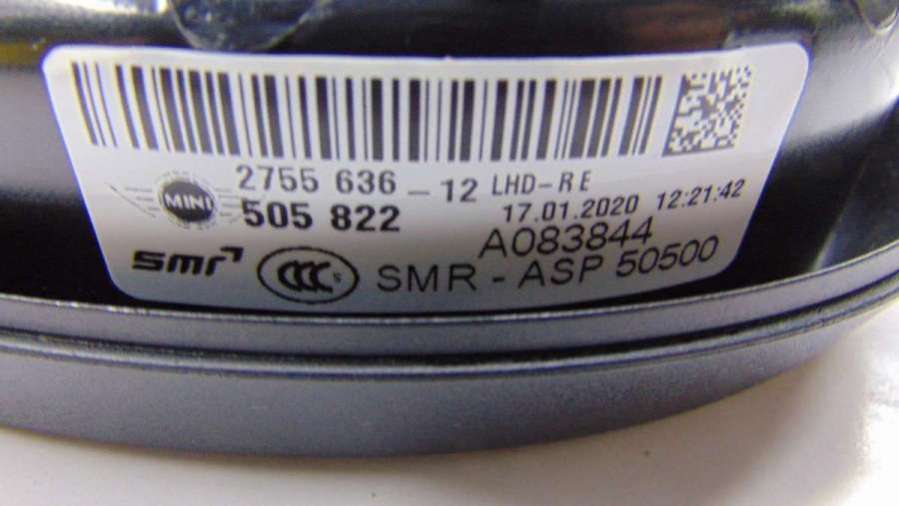 2755 636 - 12 LHD-RE
MINI
505 822
17.01.2020 12:21:42
A083844
smr CCC S SMR - ASP 50500